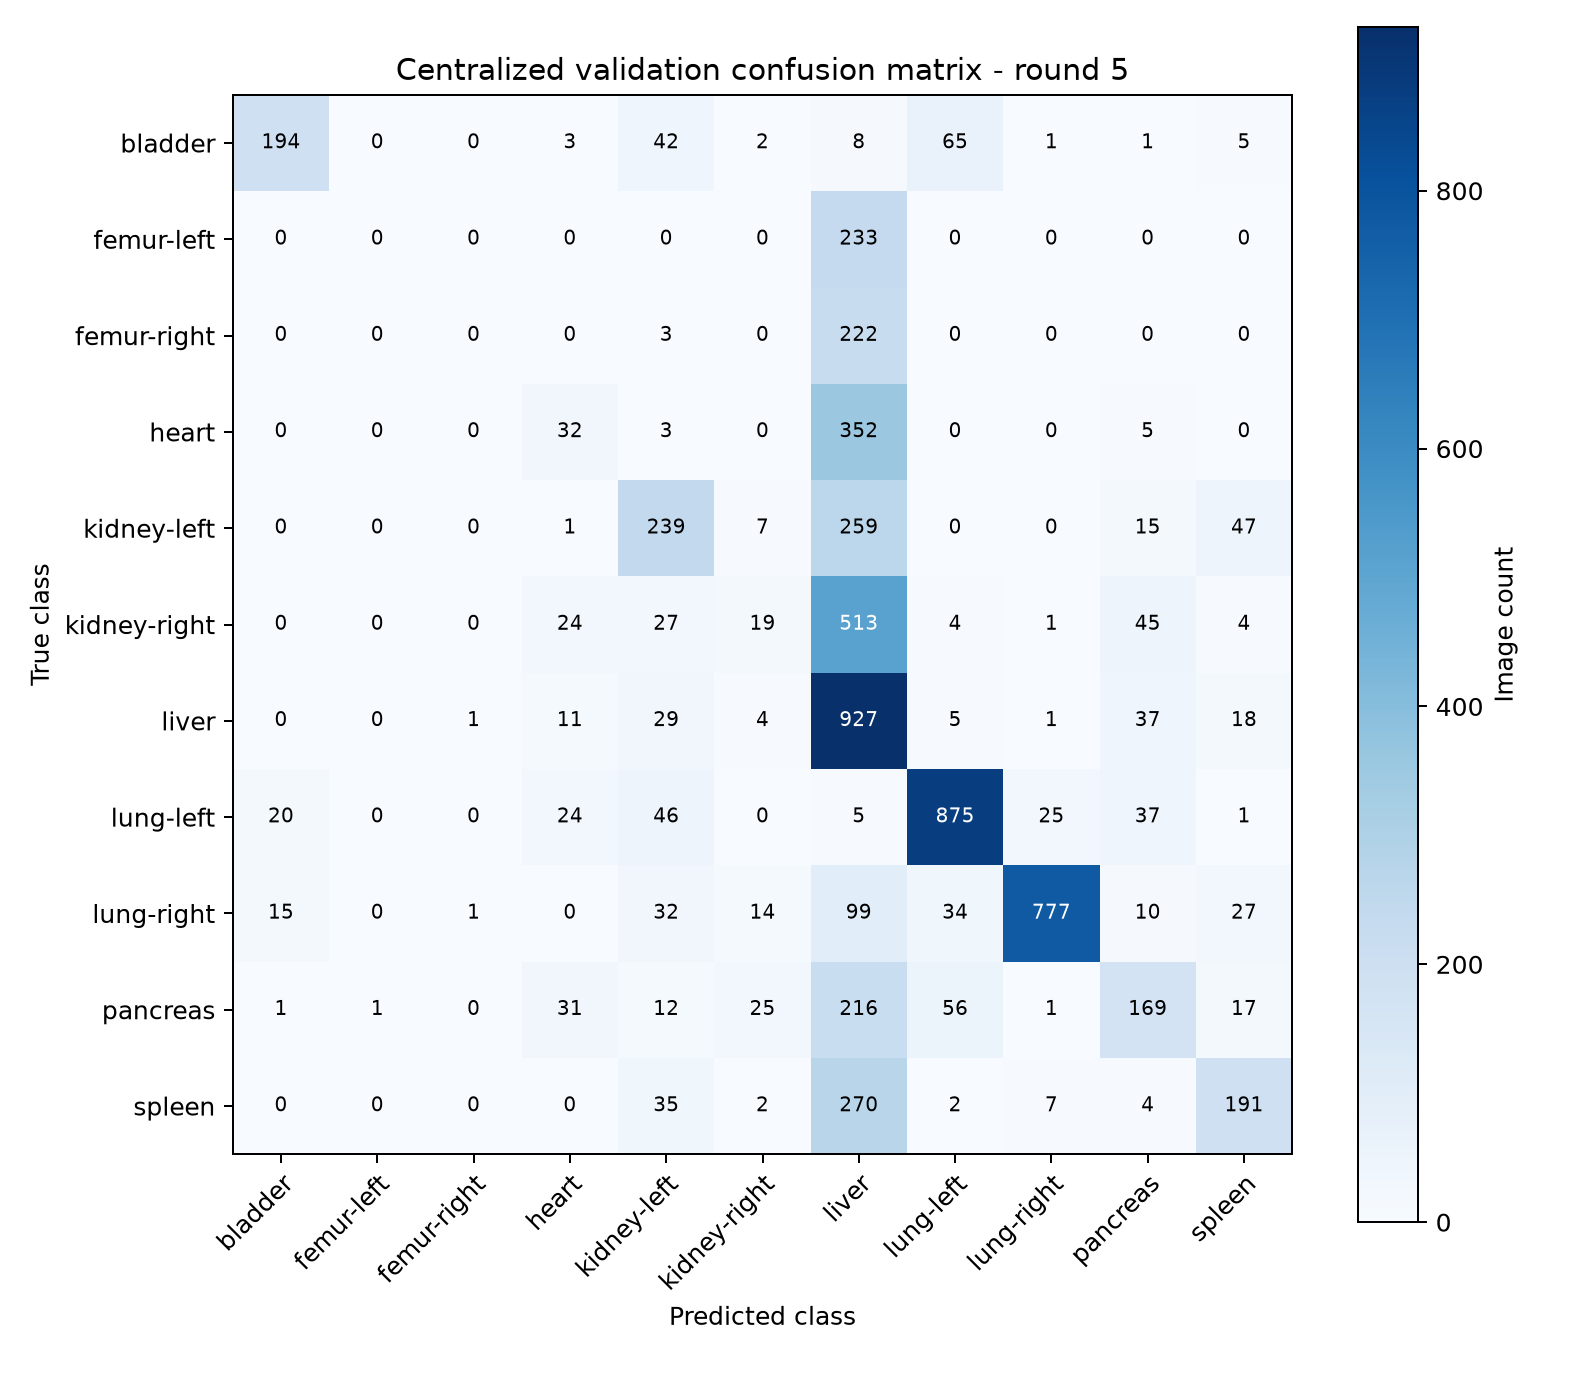 Centralized validation confusion matrix - round 5
bladder 194 0 0 3 42 2 8 65 1 1 5
femur-left 0 0 0 0 0 0 233 0 0 0 0
femur-right 0 0 0 0 3 0 222 0 0 0 0
heart 0 0 0 32 3 0 352 0 0 5 0
kidney-left 0 0 0 1 239 7 259 0 0 15 47
kidney-right 0 0 0 24 27 19 513 4 1 45 4
liver 0 0 1 11 29 4 927 5 1 37 18
lung-left 20 0 0 24 46 0 5 875 25 37 1
lung-right 15 0 1 0 32 14 99 34 777 10 27
pancreas 1 1 0 31 12 25 216 56 1 169 17
spleen 0 0 0 0 35 2 270 2 7 4 191
True class
bladder femur-left femur-right heart kidney-left kidney-right liver lung-left lung-right pancreas spleen
Predicted class
800
600
400
200
0
Image count